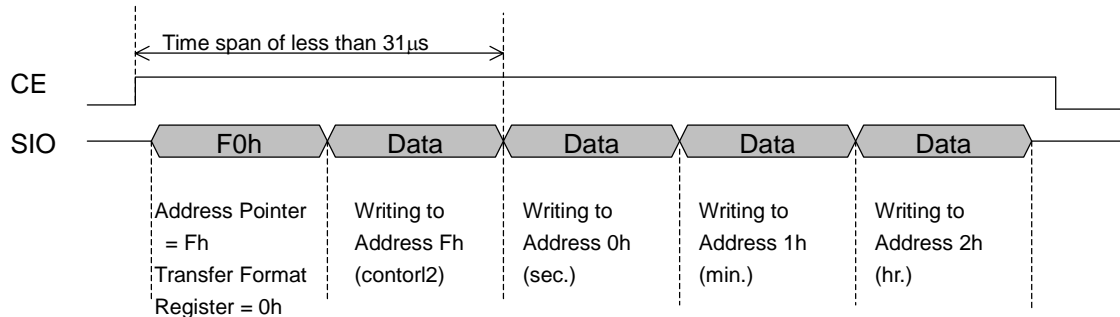 Time span of less than 31μs
CE
SIO
F0h
Data
Data
Data
Data
Address Pointer
= Fh
Transfer Format
Register = 0h
Writing to
Address Fh
(contorl2)
Writing to
Address 0h
(sec.)
Writing to
Address 1h
(min.)
Writing to
Address 2h
(hr.)